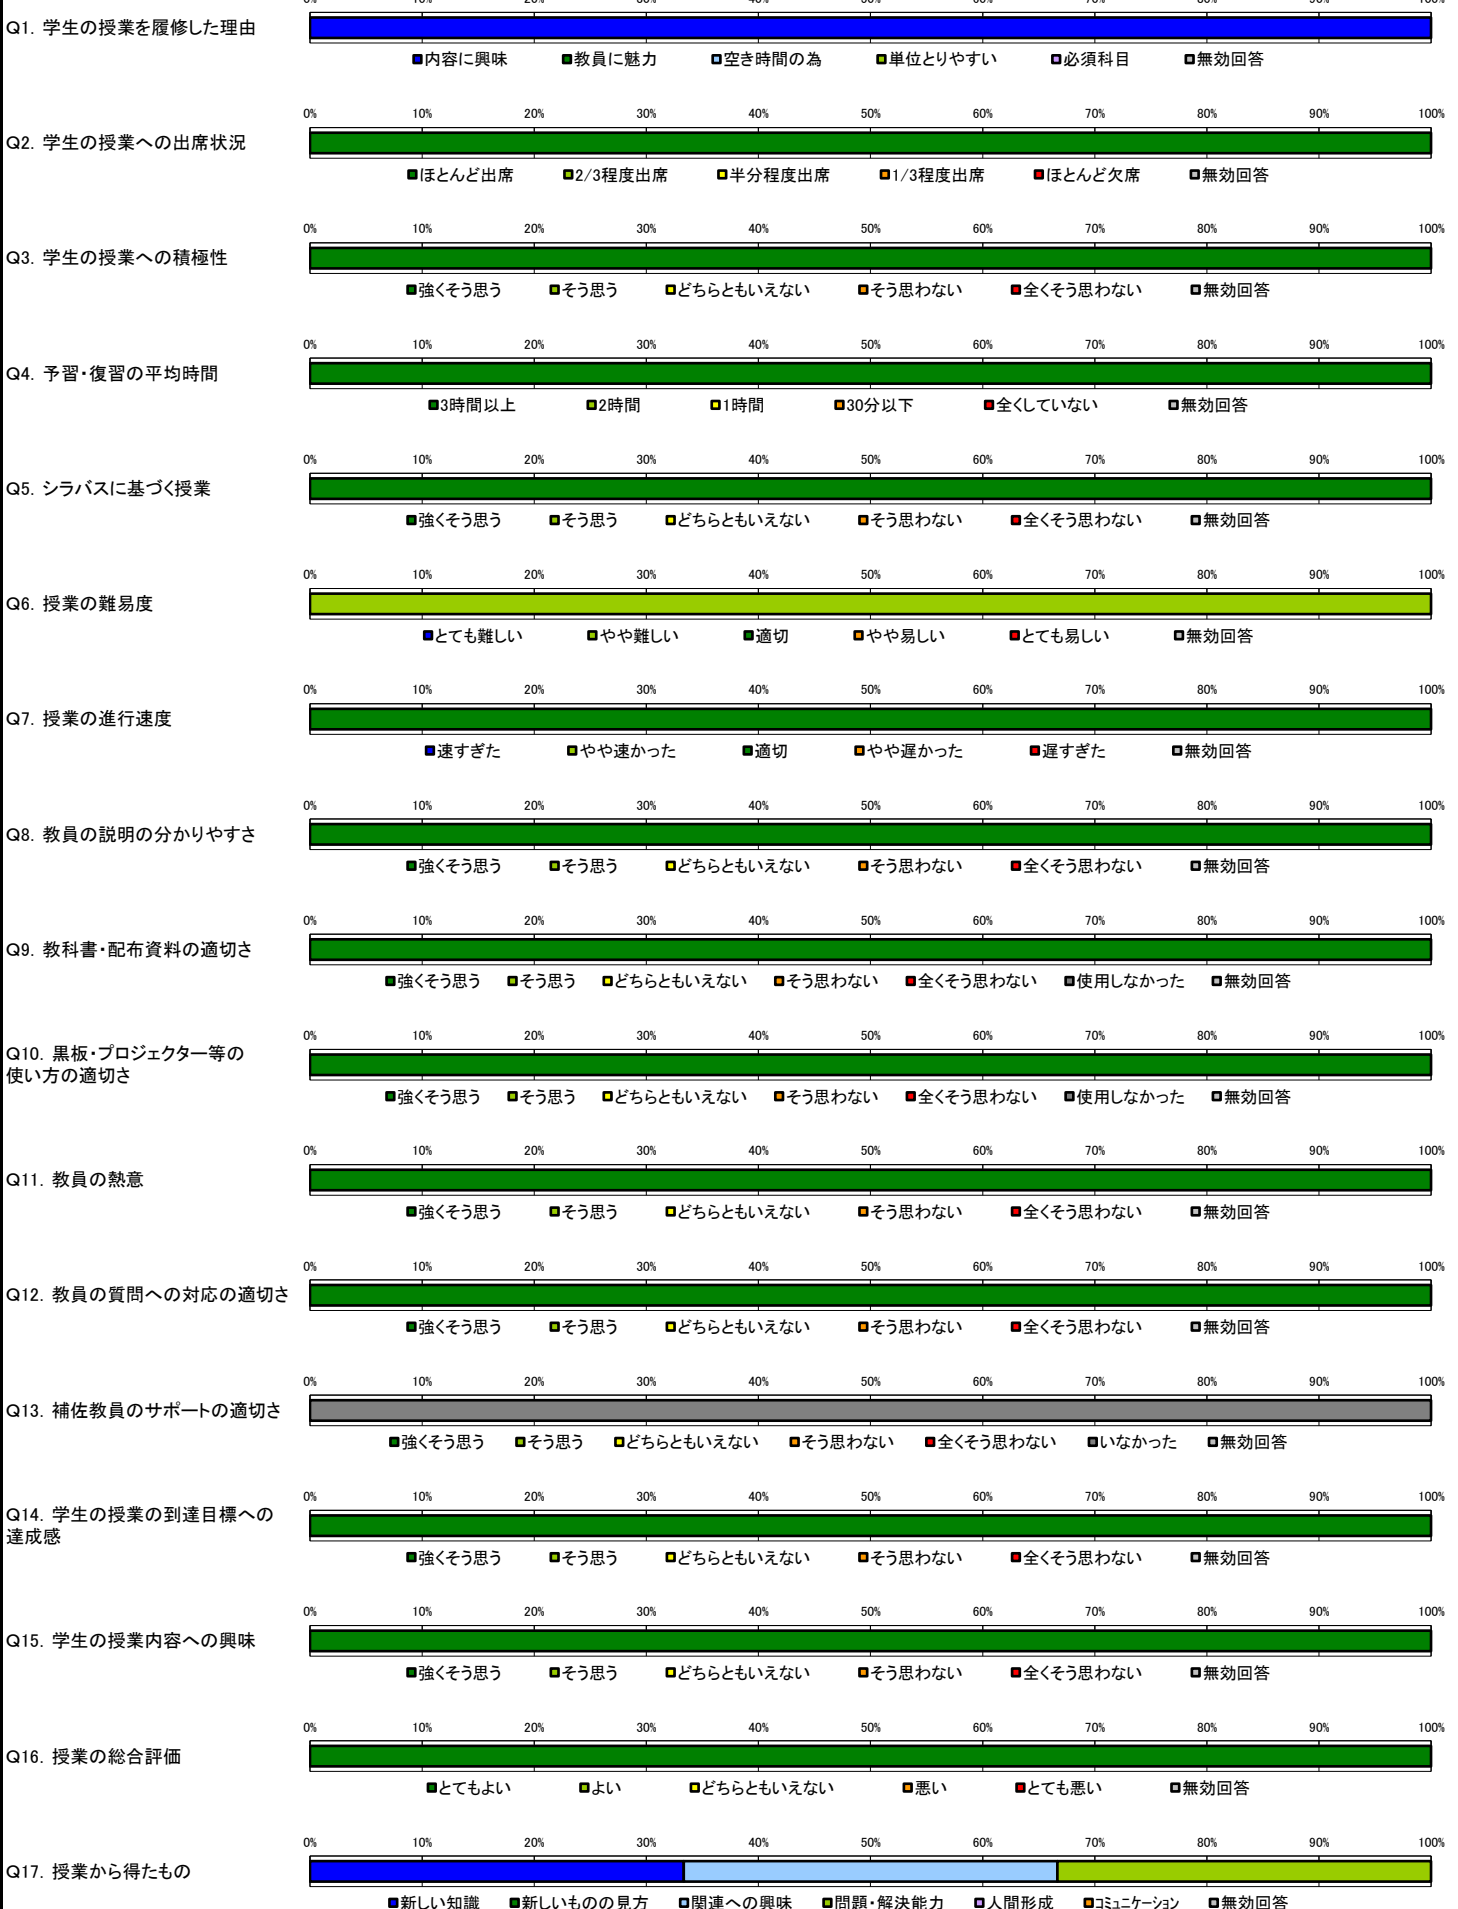 0% 10% 20% 30% 40% 50% 60% 70% 80% 90% 100%
Q1. 学生の授業を履修した理由
内容に興味 教員に魅力 空き時間の為 単位とりやすい 必須科目 無効回答
0% 10% 20% 30% 40% 50% 60% 70% 80% 90% 100%
Q2. 学生の授業への出席状況
ほとんど出席 2/3程度出席 半分程度出席 1/3程度出席 ほとんど欠席 無効回答
0% 10% 20% 30% 40% 50% 60% 70% 80% 90% 100%
Q3. 学生の授業への積極性
強くそう思う そう思う どちらともいえない そう思わない 全くそう思わない 無効回答
0% 10% 20% 30% 40% 50% 60% 70% 80% 90% 100%
Q4. 予習・復習の平均時間
3時間以上 2時間 1時間 30分以下 全くしていない 無効回答
0% 10% 20% 30% 40% 50% 60% 70% 80% 90% 100%
Q5. シラバスに基づく授業
強くそう思う そう思う どちらともいえない そう思わない 全くそう思わない 無効回答
0% 10% 20% 30% 40% 50% 60% 70% 80% 90% 100%
Q6. 授業の難易度
とても難しい やや難しい 適切 やや易しい とても易しい 無効回答
0% 10% 20% 30% 40% 50% 60% 70% 80% 90% 100%
Q7. 授業の進行速度
速すぎた やや速かった 適切 やや遅かった 遅すぎた 無効回答
0% 10% 20% 30% 40% 50% 60% 70% 80% 90% 100%
Q8. 教員の説明の分かりやすさ
強くそう思う そう思う どちらともいえない そう思わない 全くそう思わない 無効回答
0% 10% 20% 30% 40% 50% 60% 70% 80% 90% 100%
Q9. 教科書・配布資料の適切さ
強くそう思う そう思う どちらともいえない そう思わない 全くそう思わない 使用しなかった 無効回答
0% 10% 20% 30% 40% 50% 60% 70% 80% 90% 100%
Q10. 黒板・プロジェクター等の
使い方の適切さ
強くそう思う そう思う どちらともいえない そう思わない 全くそう思わない 使用しなかった 無効回答
0% 10% 20% 30% 40% 50% 60% 70% 80% 90% 100%
Q11. 教員の熱意
強くそう思う そう思う どちらともいえない そう思わない 全くそう思わない 無効回答
0% 10% 20% 30% 40% 50% 60% 70% 80% 90% 100%
Q12. 教員の質問への対応の適切さ
強くそう思う そう思う どちらともいえない そう思わない 全くそう思わない 無効回答
0% 10% 20% 30% 40% 50% 60% 70% 80% 90% 100%
Q13. 補佐教員のサポートの適切さ
強くそう思う そう思う どちらともいえない そう思わない 全くそう思わない いなかった 無効回答
0% 10% 20% 30% 40% 50% 60% 70% 80% 90% 100%
Q14. 学生の授業の到達目標への
達成感
強くそう思う そう思う どちらともいえない そう思わない 全くそう思わない 無効回答
0% 10% 20% 30% 40% 50% 60% 70% 80% 90% 100%
Q15. 学生の授業内容への興味
強くそう思う そう思う どちらともいえない そう思わない 全くそう思わない 無効回答
0% 10% 20% 30% 40% 50% 60% 70% 80% 90% 100%
Q16. 授業の総合評価
とてもよい よい どちらともいえない 悪い とても悪い 無効回答
0% 10% 20% 30% 40% 50% 60% 70% 80% 90% 100%
Q17. 授業から得たもの
新しい知識 新しいものの見方 関連への興味 問題・解決能力 人間形成 コミュニケーション 無効回答